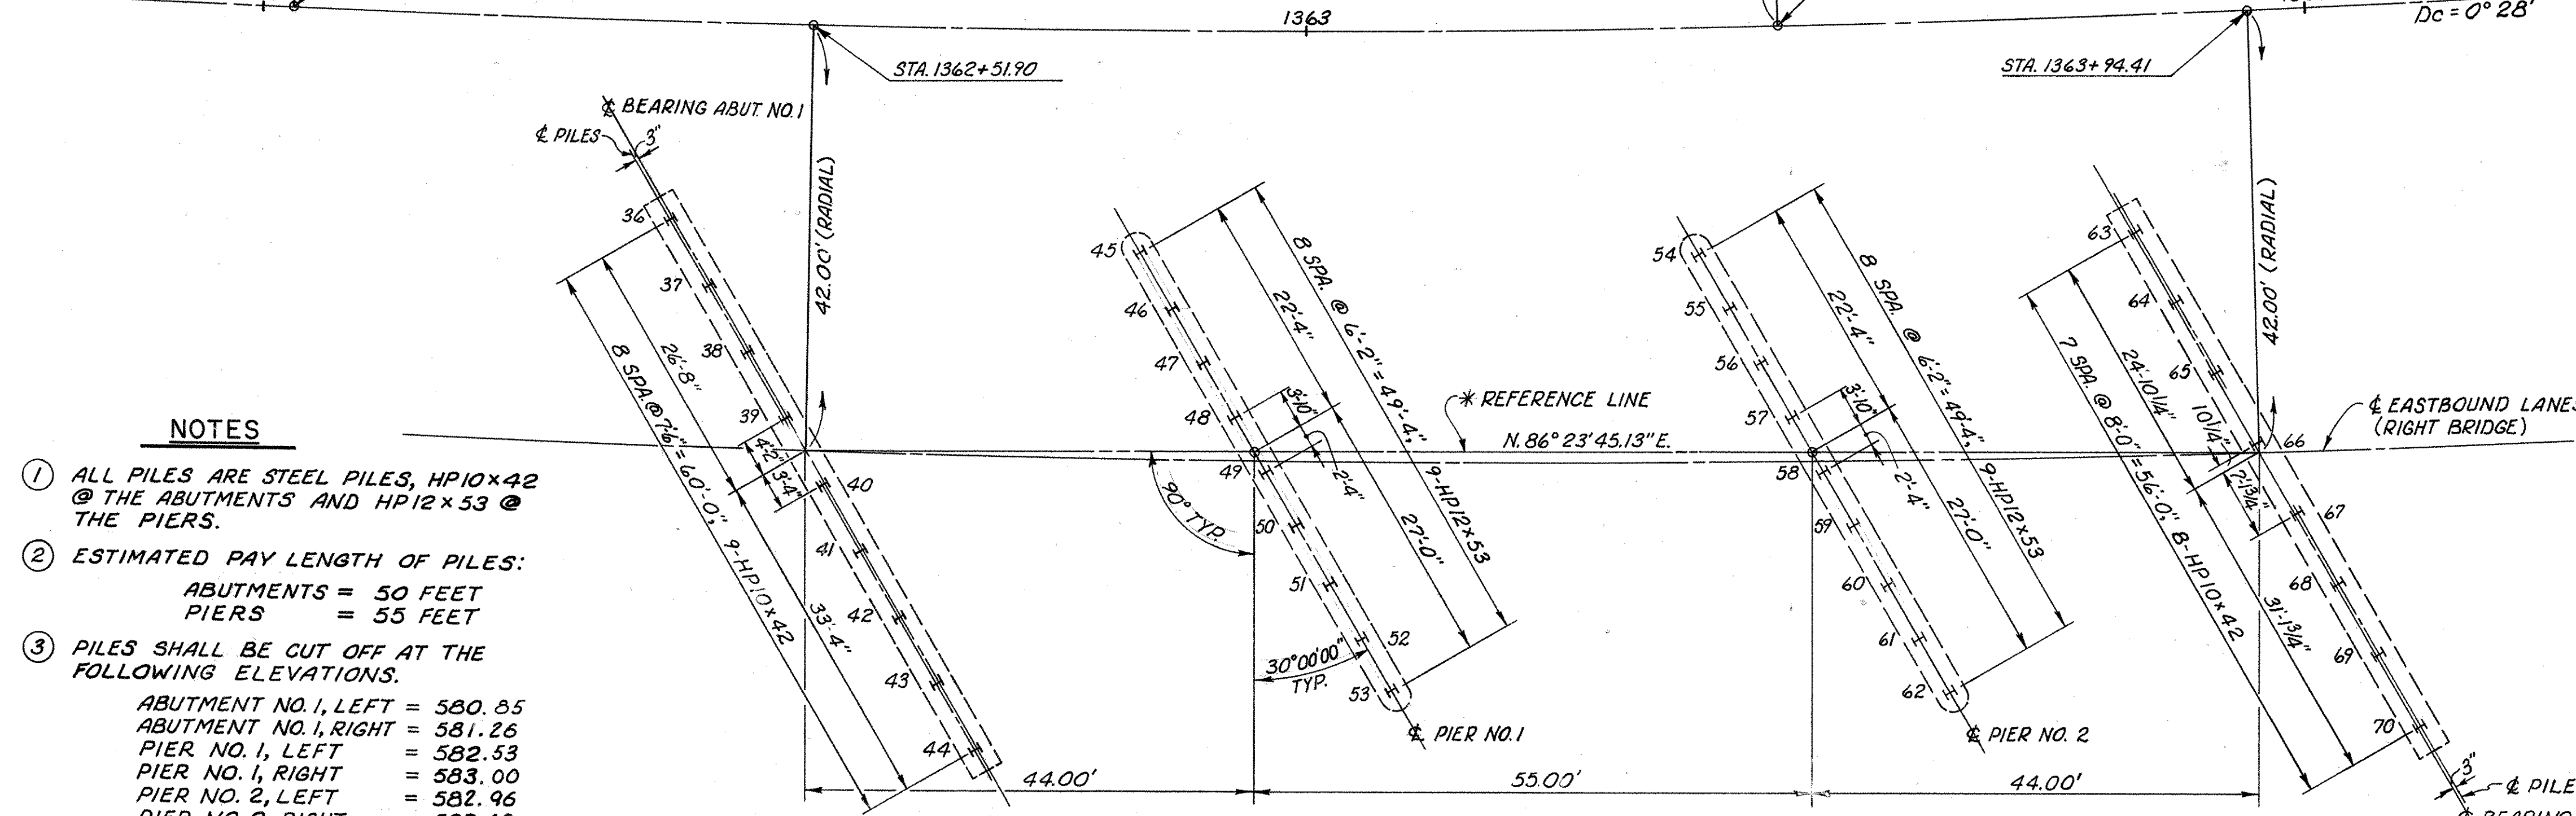 1363
Dc = 0° 28'
STA. 1362+51.90
STA. 1363+94.41
℄ BEARING ABUT. NO. 1
℄ PILES
3"
42.00' (RADIAL)
42.00' (RADIAL)
36
37
38
39
40
41
42
43
44
8 SPA. @ 7'-6" = 60'-0", 9-HP10×42
26'-8"
4'-2"
3'-4"
33'-4"
45
46
47
48
49
50
51
52
53
8 SPA. @ 6'-2" = 49'-4", 9-HP12×53
22'-4"
3'-10"
2'-4"
27'-0"
90° TYP.
30°00'00"
TYP.
℄ PIER NO. 1
54
55
56
57
58
59
60
61
62
8 SPA. @ 6'-2" = 49'-4", 9-HP12×53
22'-4"
3'-10"
2'-4"
27'-0"
℄ PIER NO. 2
* REFERENCE LINE
N. 86° 23' 45.13" E.
63
64
65
66
67
68
69
70
7 SPA. @ 8'-0" = 56'-0", 8-HP10×42
24'-10 1/4"
10 1/4"
7'-1 3/4"
31'-1 3/4"
℄ EASTBOUND LANES
(RIGHT BRIDGE)
3"
℄ PILE
44.00'
55.00'
44.00'
NOTES
① ALL PILES ARE STEEL PILES, HP10×42
@ THE ABUTMENTS AND HP12×53 @
THE PIERS.
② ESTIMATED PAY LENGTH OF PILES:
ABUTMENTS = 50 FEET
PIERS = 55 FEET
③ PILES SHALL BE CUT OFF AT THE
FOLLOWING ELEVATIONS.
ABUTMENT NO. 1, LEFT = 580.85
ABUTMENT NO. 1, RIGHT = 581.26
PIER NO. 1, LEFT = 582.53
PIER NO. 1, RIGHT = 583.00
PIER NO. 2, LEFT = 582.96